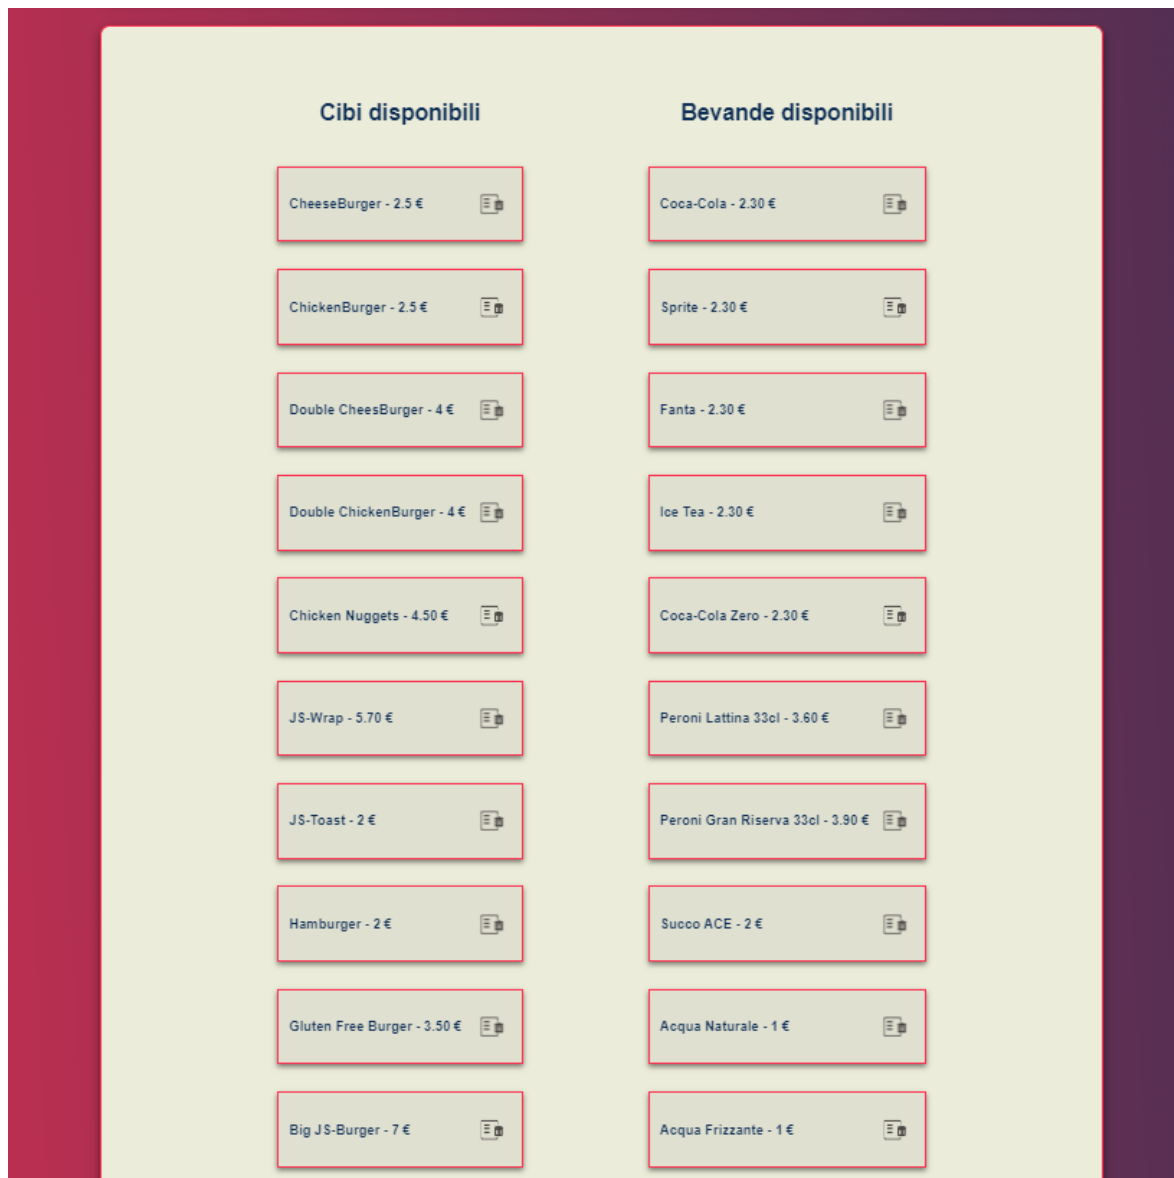 Cibi disponibili
CheeseBurger - 2.5 €
ChickenBurger - 2.5 €
Double CheesBurger - 4 €
Double ChickenBurger - 4 €
Chicken Nuggets - 4.50 €
JS-Wrap - 5.70 €
JS-Toast - 2 €
Hamburger - 2 €
Gluten Free Burger - 3.50 €
Big JS-Burger - 7 €
Bevande disponibili
Coca-Cola - 2.30 €
Sprite - 2.30 €
Fanta - 2.30 €
Ice Tea - 2.30 €
Coca-Cola Zero - 2.30 €
Peroni Lattina 33cl - 3.60 €
Peroni Gran Riserva 33cl - 3.90 €
Succo ACE - 2 €
Acqua Naturale - 1 €
Acqua Frizzante - 1 €